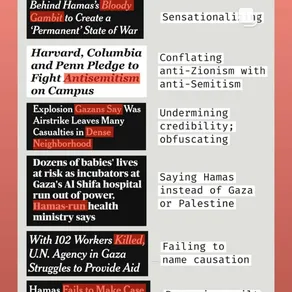 Behind Hamas's Bloody
Gambit to Create a
'Permanent' State of War
Sensationalizing
Harvard, Columbia
and Penn Pledge to
Fight Antisemitism
on Campus
Conflating
anti-Zionism with
anti-Semitism
Explosion Gazans Say Was
Airstrike Leaves Many
Casualties in Dense
Neighborhood
Undermining
credibility;
obfuscating
Dozens of babies' lives
at risk as incubators at
Gaza's Al Shifa hospital
run out of power,
Hamas-run health
ministry says
Saying Hamas
instead of Gaza
or Palestine
With 102 Workers Killed,
U.N. Agency in Gaza
Struggles to Provide Aid
Failing to
name causation
Hamas Fails to Make Case